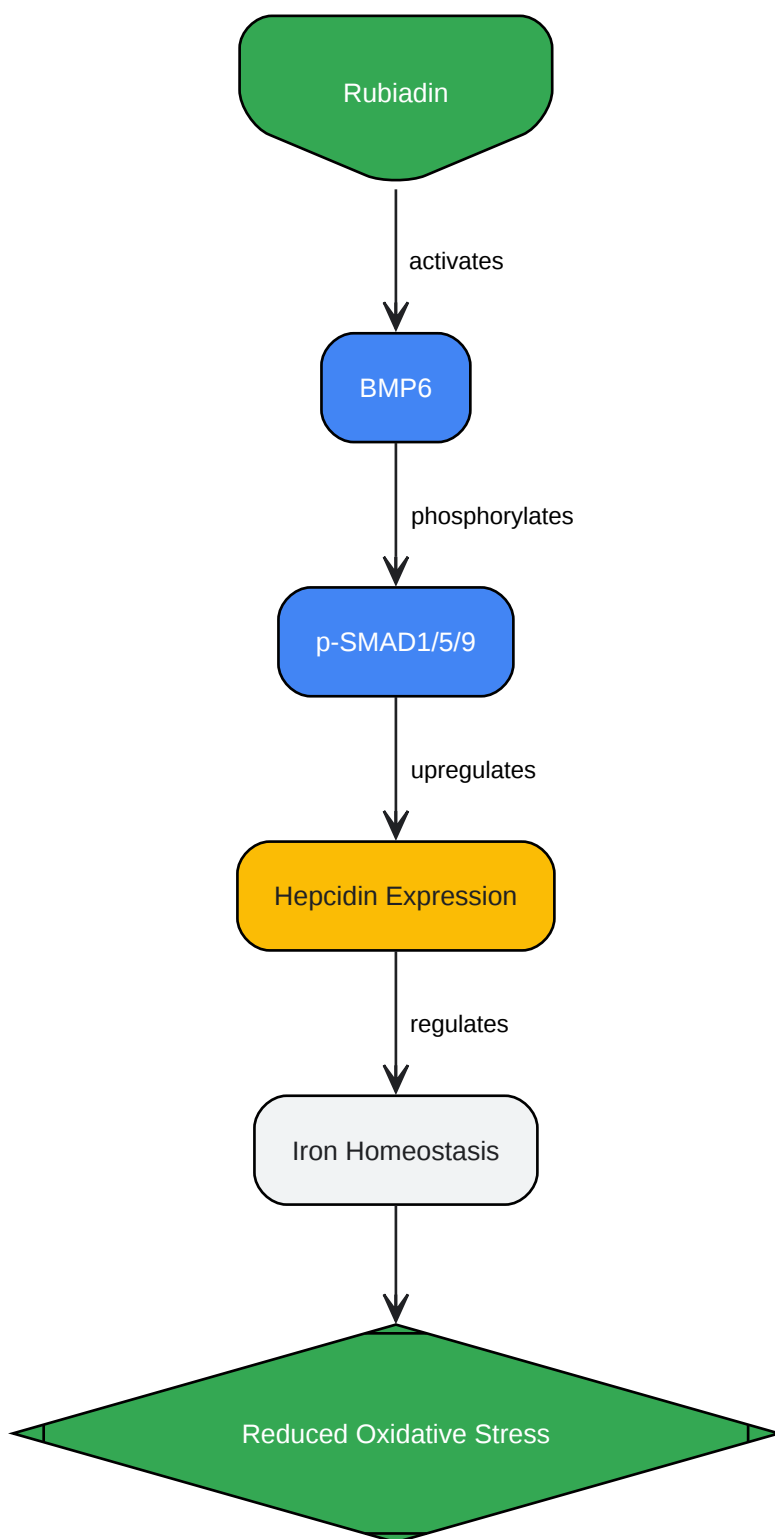 Rubiadin
activates
BMP6
phosphorylates
p-SMAD1/5/9
upregulates
Hepcidin Expression
regulates
Iron Homeostasis
Reduced Oxidative Stress